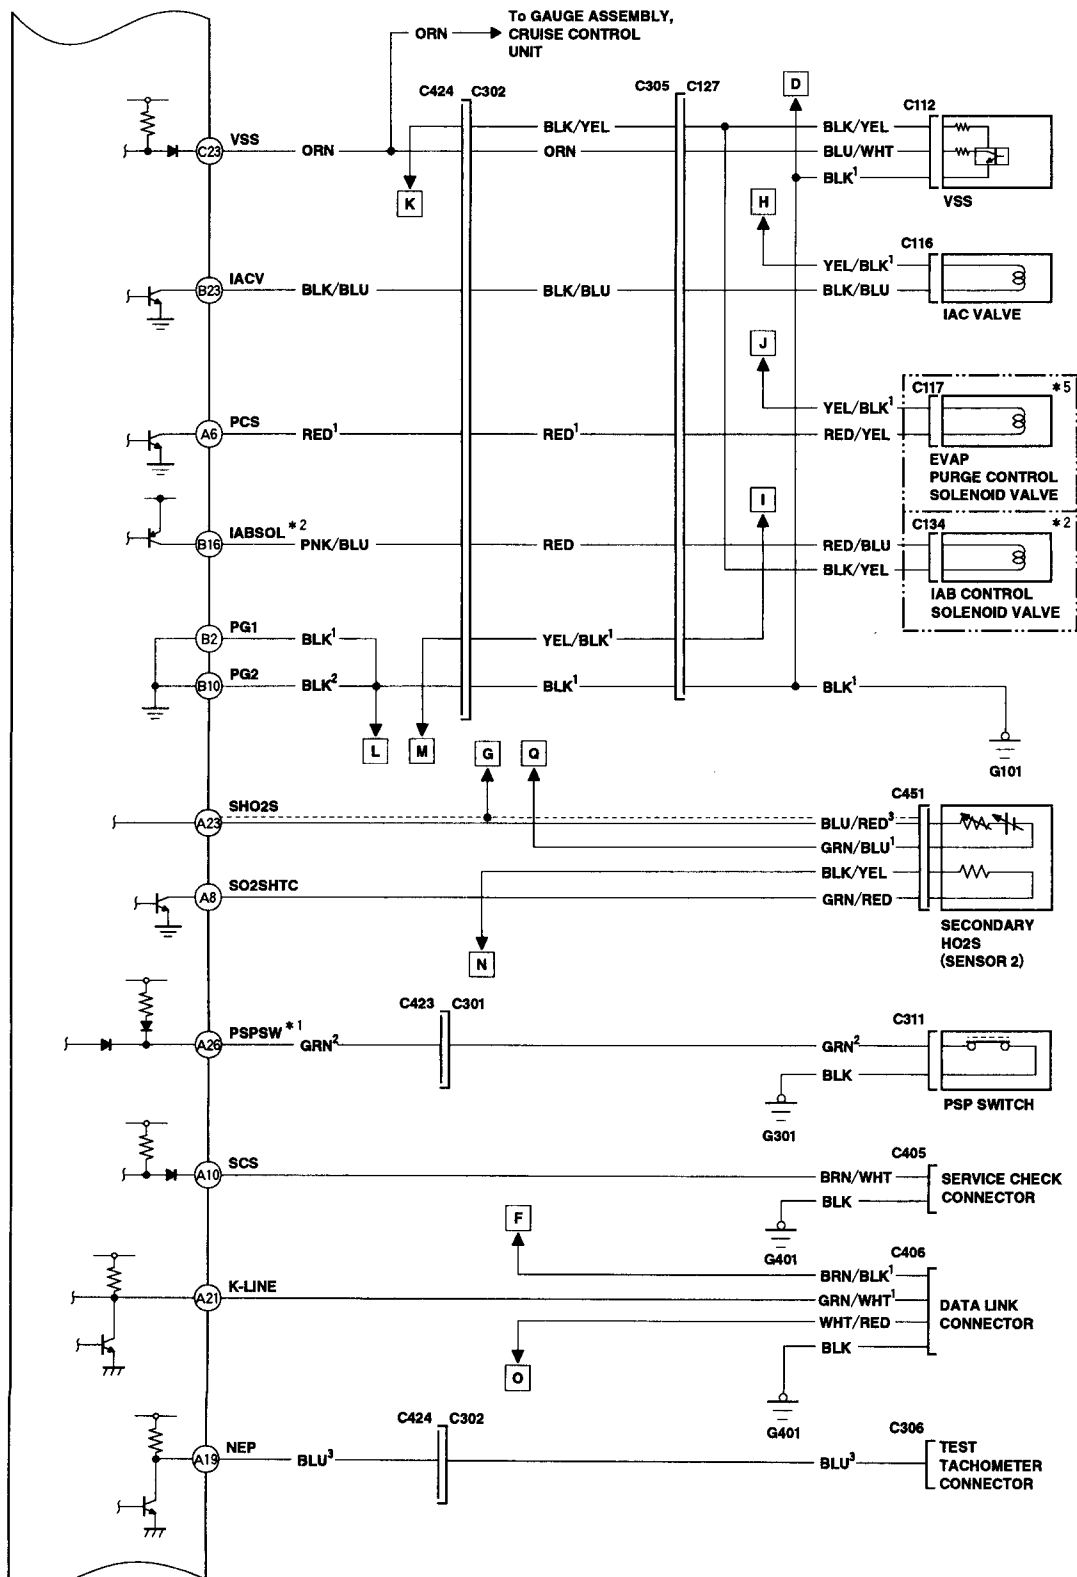 To GAUGE ASSEMBLY,
ORN CRUISE CONTROL
UNIT
C424 C302 C305 C127 D C112
VSS BLK/YEL BLK/YEL
C23 ORN ORN BLU/WHT
BLK1
K H VSS
C116
IACV YEL/BLK1
B23 BLK/BLU BLK/BLU BLK/BLU
IAC VALVE
J
C117 *5
PCS YEL/BLK1
A6 RED1 RED1 RED/YEL
EVAP
PURGE CONTROL
I SOLENOID VALVE
C134 *2
IABSOL *2
B16 PNK/BLU RED RED/BLU
BLK/YEL
IAB CONTROL
SOLENOID VALVE
PG1
B2 BLK1 YEL/BLK1
PG2
B10 BLK2 BLK1 BLK1
L M G Q
G101
C451
SHO2S
A23 BLU/RED3
GRN/BLU1
BLK/YEL
SO2SHTC
A8 GRN/RED
SECONDARY
HO2S
N (SENSOR 2)
C423 C301 C311
PSPSW *1
A26 GRN2 GRN2
BLK
PSP SWITCH
G301
C405
SCS
A10 BRN/WHT SERVICE CHECK
BLK CONNECTOR
F
G401 C406
BRN/BLK1
K-LINE
A21 GRN/WHT1 DATA LINK
WHT/RED CONNECTOR
BLK
O
C424 C302 G401 C306
NEP TEST
A19 BLU3 BLU3 TACHOMETER
CONNECTOR